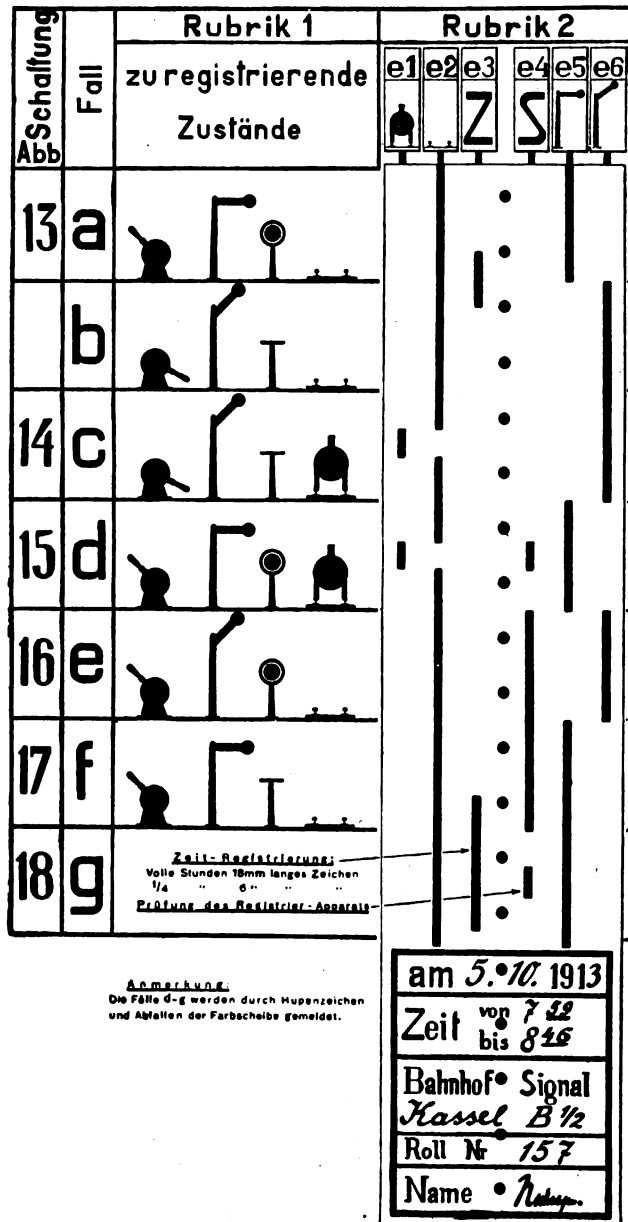 Schaltung
Abb
Fall
Rubrik 1
zu registrierende
Zustände
Rubrik 2
e1 e2 e3 e4 e5 e6
Z S
13 a
b
14 c
15 d
16 e
17 f
18 g
Zeit-Registrierung:
Volle Stunden 18mm langes Zeichen
1/4 " 6 " " "
Prüfung des Registrier-Apparats
Anmerkung:
Die Fälle d-g werden durch Hupenzeichen
und Abfallen der Farbscheibe gemeldet.
am 5. 10. 1913
Zeit von 7
bis 8 46
Bahnhof Signal
Kassel B 1/2
Roll Nr 157
Name